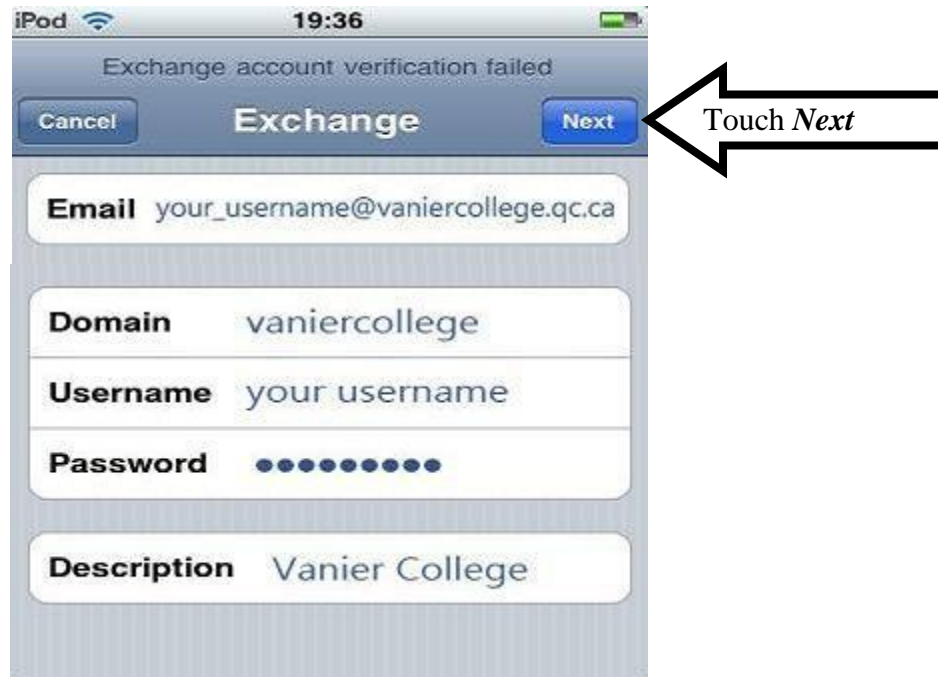 iPod 19:36
Exchange account verification failed
Cancel Exchange Next
Touch Next
Email your_username@vaniercollege.qc.ca
Domain vaniercollege
Username your username
Password ●●●●●●●●●
Description Vanier College